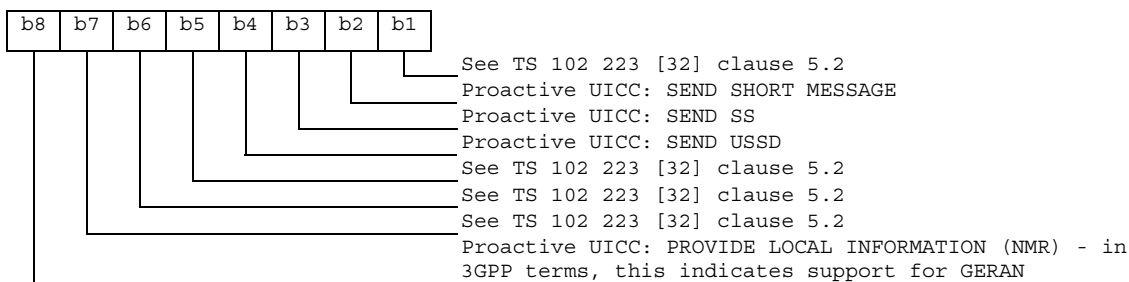 b8 b7 b6 b5 b4 b3 b2 b1
See TS 102 223 [32] clause 5.2
Proactive UICC: SEND SHORT MESSAGE
Proactive UICC: SEND SS
Proactive UICC: SEND USSD
See TS 102 223 [32] clause 5.2
See TS 102 223 [32] clause 5.2
See TS 102 223 [32] clause 5.2
Proactive UICC: PROVIDE LOCAL INFORMATION (NMR) - in
3GPP terms, this indicates support for GERAN